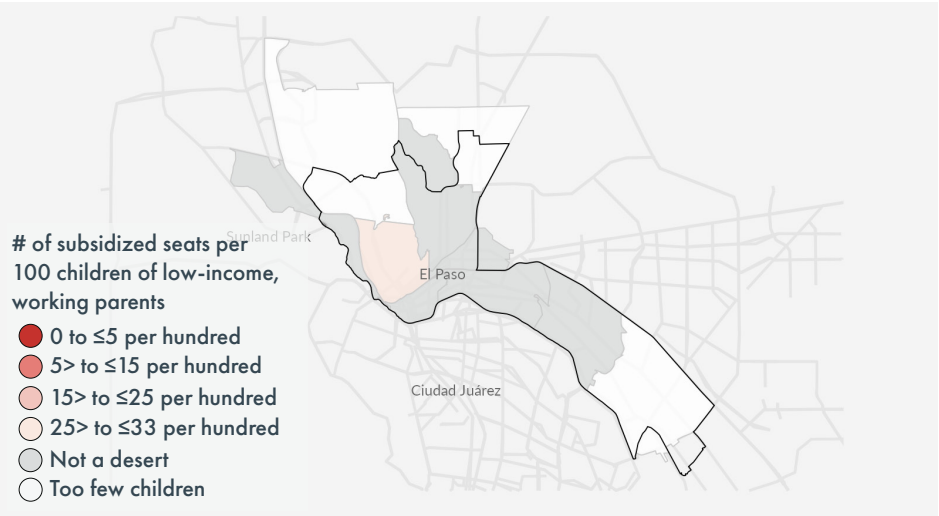 # of subsidized seats per
100 children of low-income,
working parents
0 to ≤5 per hundred
5> to ≤15 per hundred
15> to ≤25 per hundred
25> to ≤33 per hundred
Not a desert
Too few children
Sunland Park
El Paso
Ciudad Juárez